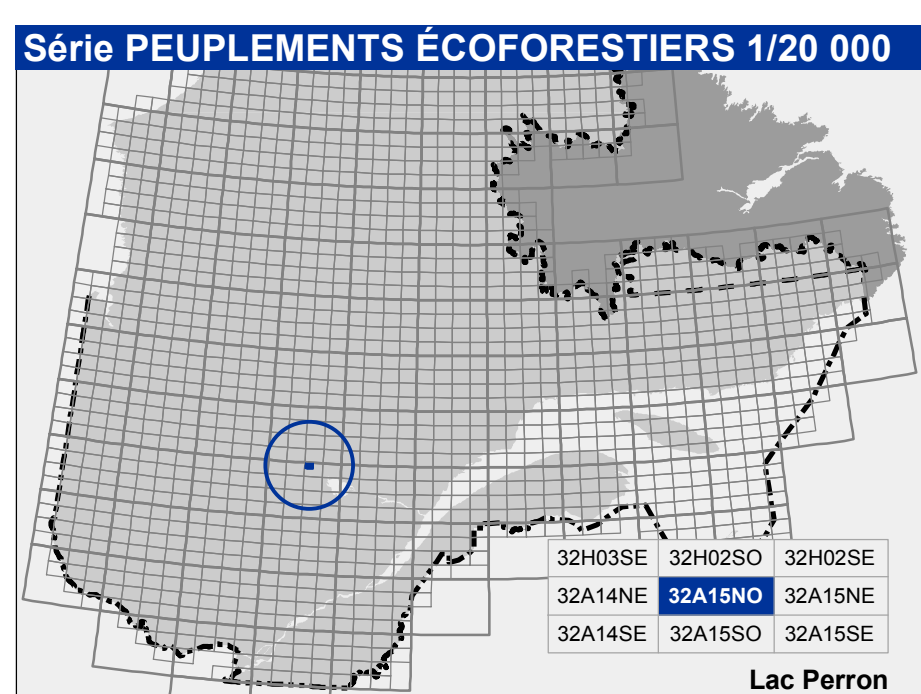 Série PEUPLEMENTS ÉCOFORESTIERS 1/20 000
32H03SE 32H02SO 32H02SE
32A14NE 32A15NO 32A15NE
32A14SE 32A15SO 32A15SE
Lac Perron